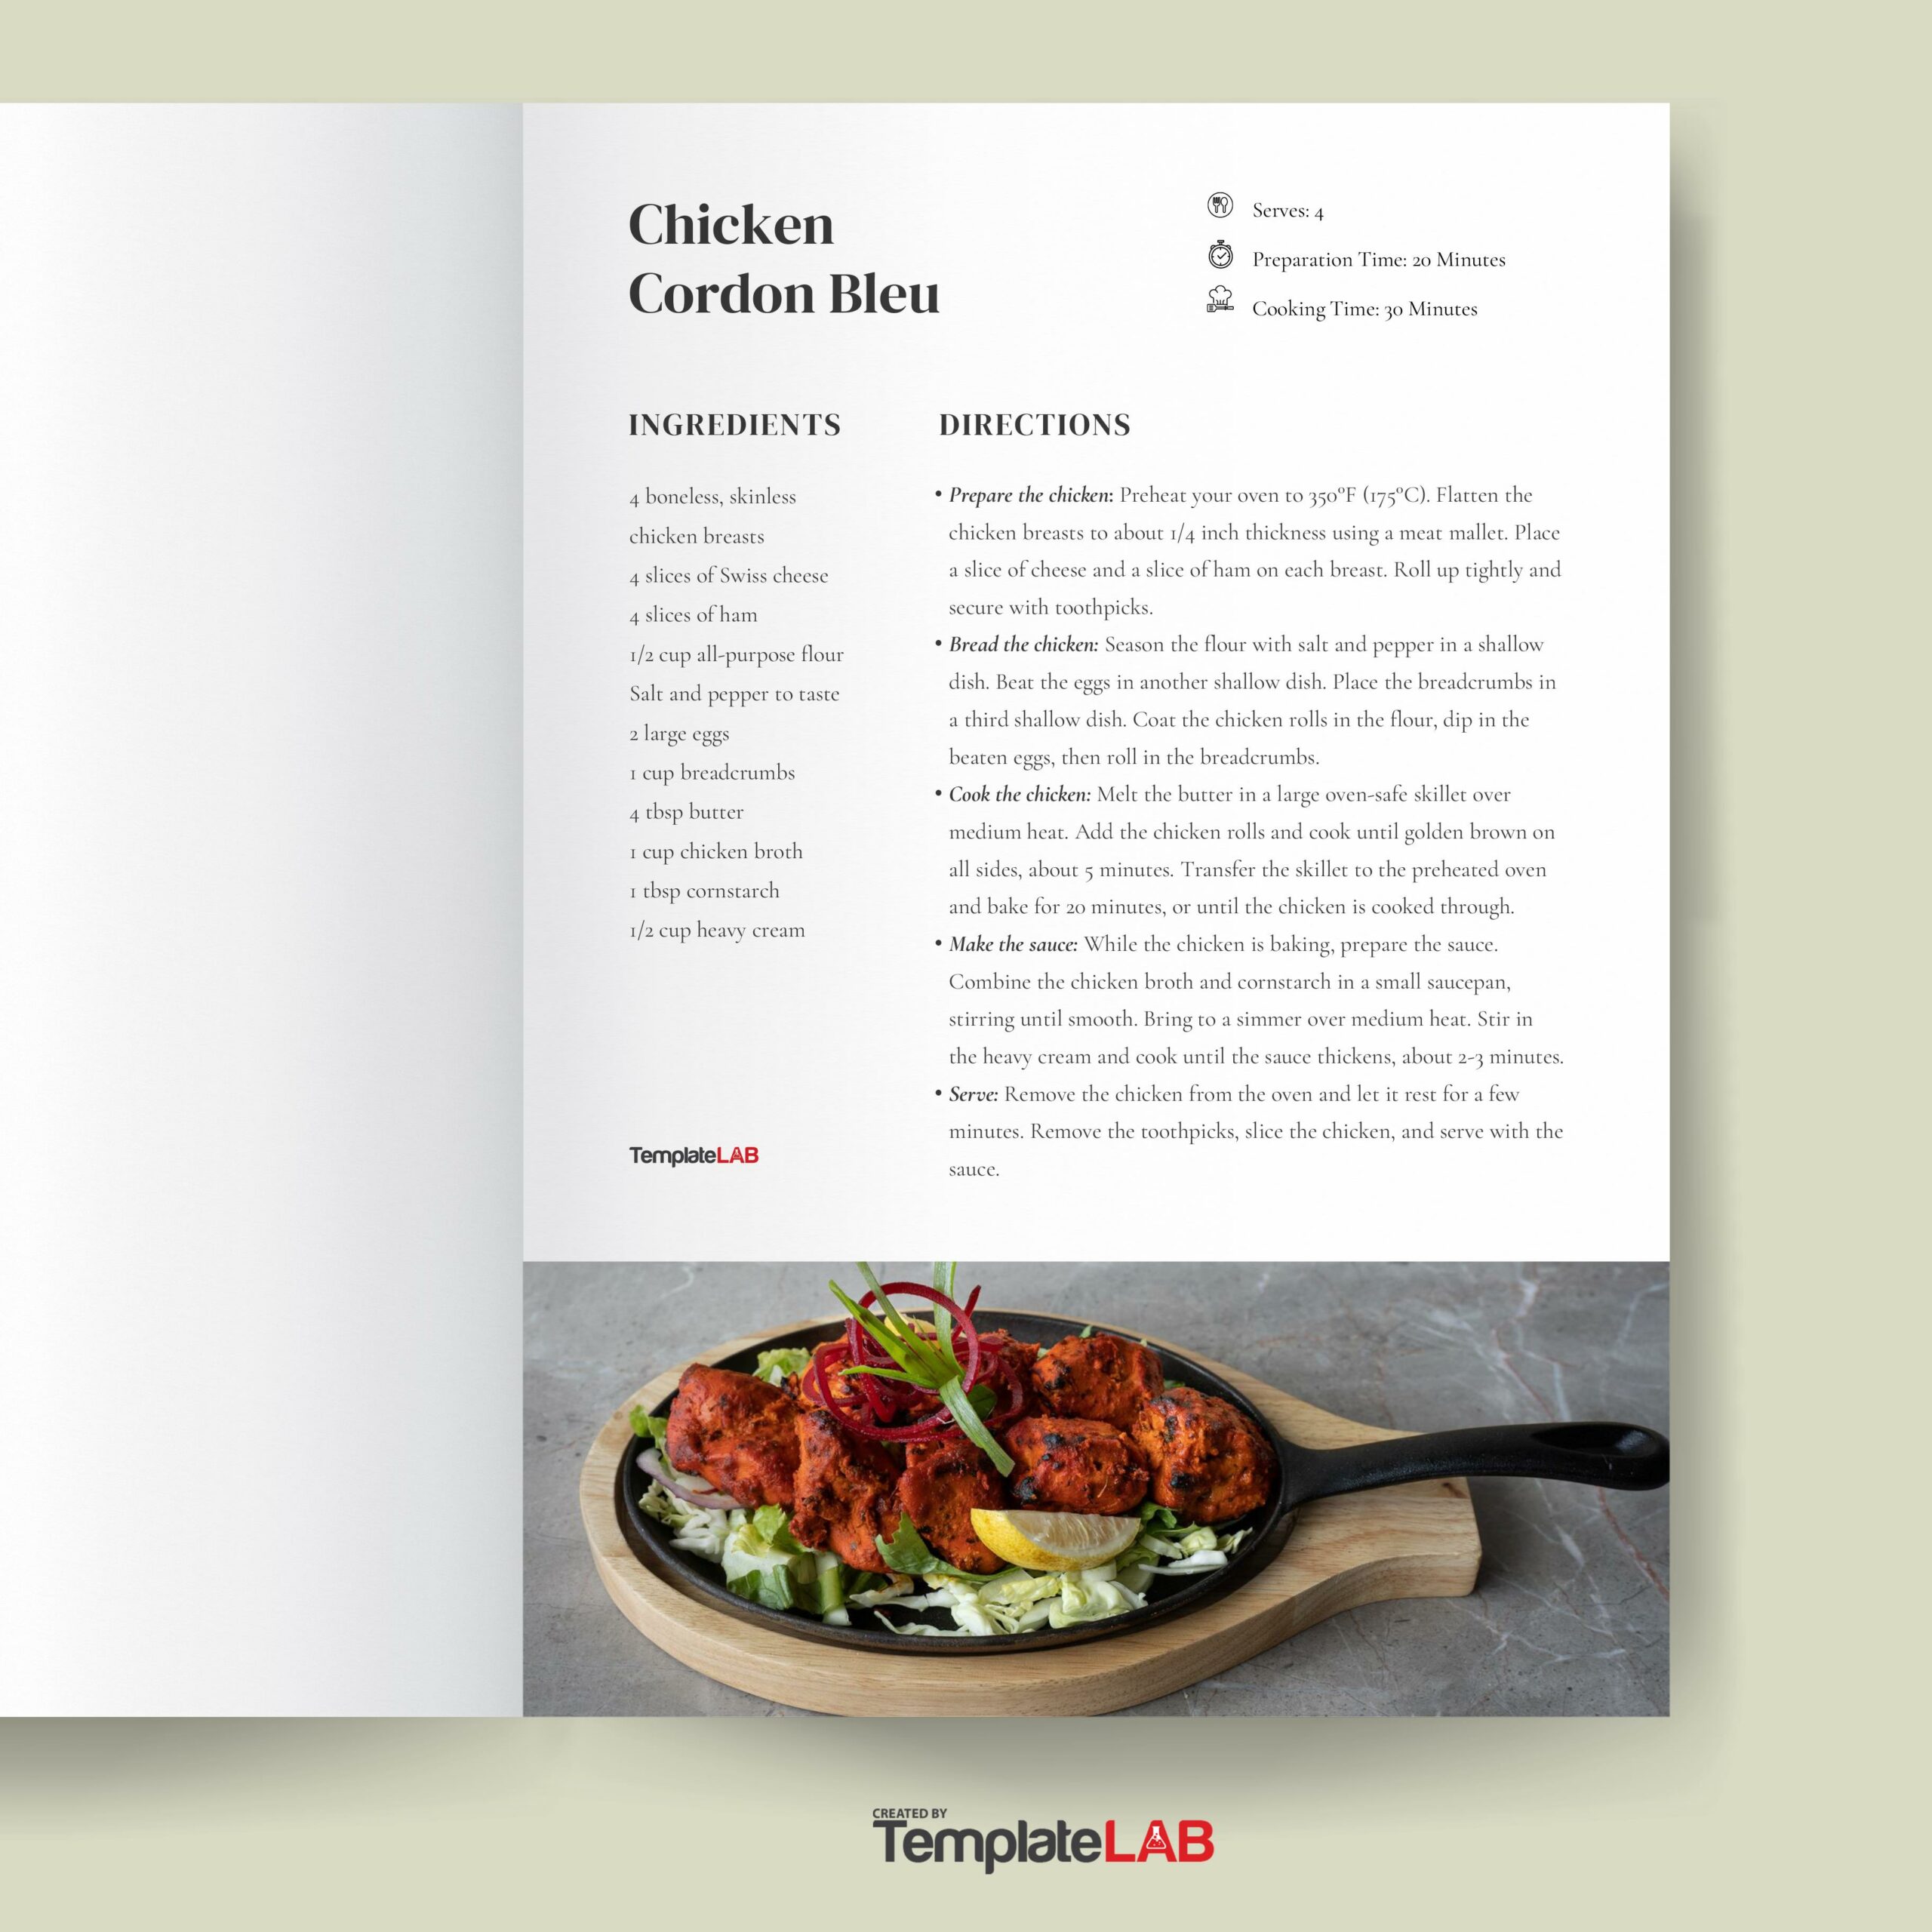 Chicken
Cordon Bleu
Serves: 4
Preparation Time: 20 Minutes
Cooking Time: 30 Minutes
INGREDIENTS
4 boneless, skinless
chicken breasts
4 slices of Swiss cheese
4 slices of ham
1/2 cup all-purpose flour
Salt and pepper to taste
2 large eggs
1 cup breadcrumbs
4 tbsp butter
1 cup chicken broth
1 tbsp cornstarch
1/2 cup heavy cream
TemplateLAB
DIRECTIONS
• Prepare the chicken: Preheat your oven to 350°F (175°C). Flatten the
chicken breasts to about 1/4 inch thickness using a meat mallet. Place
a slice of cheese and a slice of ham on each breast. Roll up tightly and
secure with toothpicks.
• Bread the chicken: Season the flour with salt and pepper in a shallow
dish. Beat the eggs in another shallow dish. Place the breadcrumbs in
a third shallow dish. Coat the chicken rolls in the flour, dip in the
beaten eggs, then roll in the breadcrumbs.
• Cook the chicken: Melt the butter in a large oven-safe skillet over
medium heat. Add the chicken rolls and cook until golden brown on
all sides, about 5 minutes. Transfer the skillet to the preheated oven
and bake for 20 minutes, or until the chicken is cooked through.
• Make the sauce: While the chicken is baking, prepare the sauce.
Combine the chicken broth and cornstarch in a small saucepan,
stirring until smooth. Bring to a simmer over medium heat. Stir in
the heavy cream and cook until the sauce thickens, about 2-3 minutes.
• Serve: Remove the chicken from the oven and let it rest for a few
minutes. Remove the toothpicks, slice the chicken, and serve with the
sauce.
CREATED BY
TemplateLAB